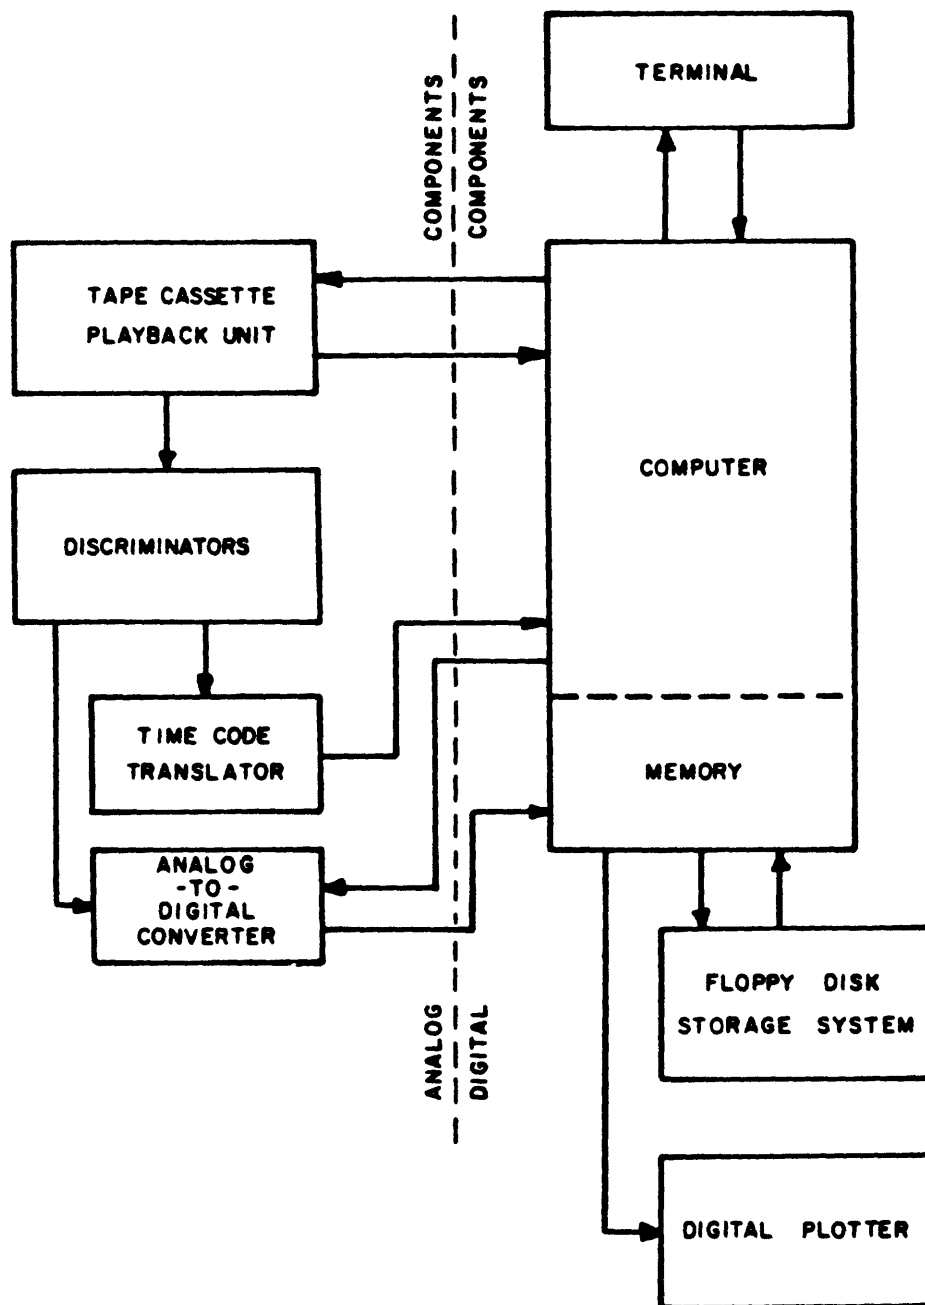 TERMINAL
COMPONENTS
COMPONENTS
TAPE CASSETTE
PLAYBACK UNIT
COMPUTER
DISCRIMINATORS
TIME CODE
TRANSLATOR
MEMORY
ANALOG
-TO-
DIGITAL
CONVERTER
ANALOG
DIGITAL
FLOPPY DISK
STORAGE SYSTEM
DIGITAL PLOTTER